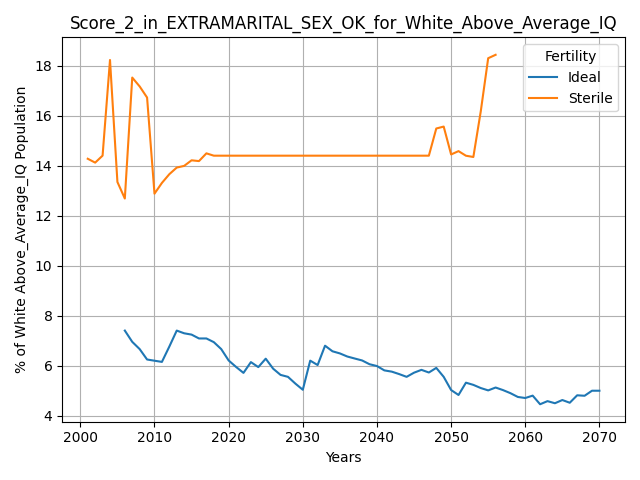 Score_2_in_EXTRAMARITAL_SEX_OK_for_White_Above_Average_IQ
Fertility
Ideal
Sterile
% of White Above_Average_IQ Population
18
16
14
12
10
8
6
4
2000 2010 2020 2030 2040 2050 2060 2070
Years